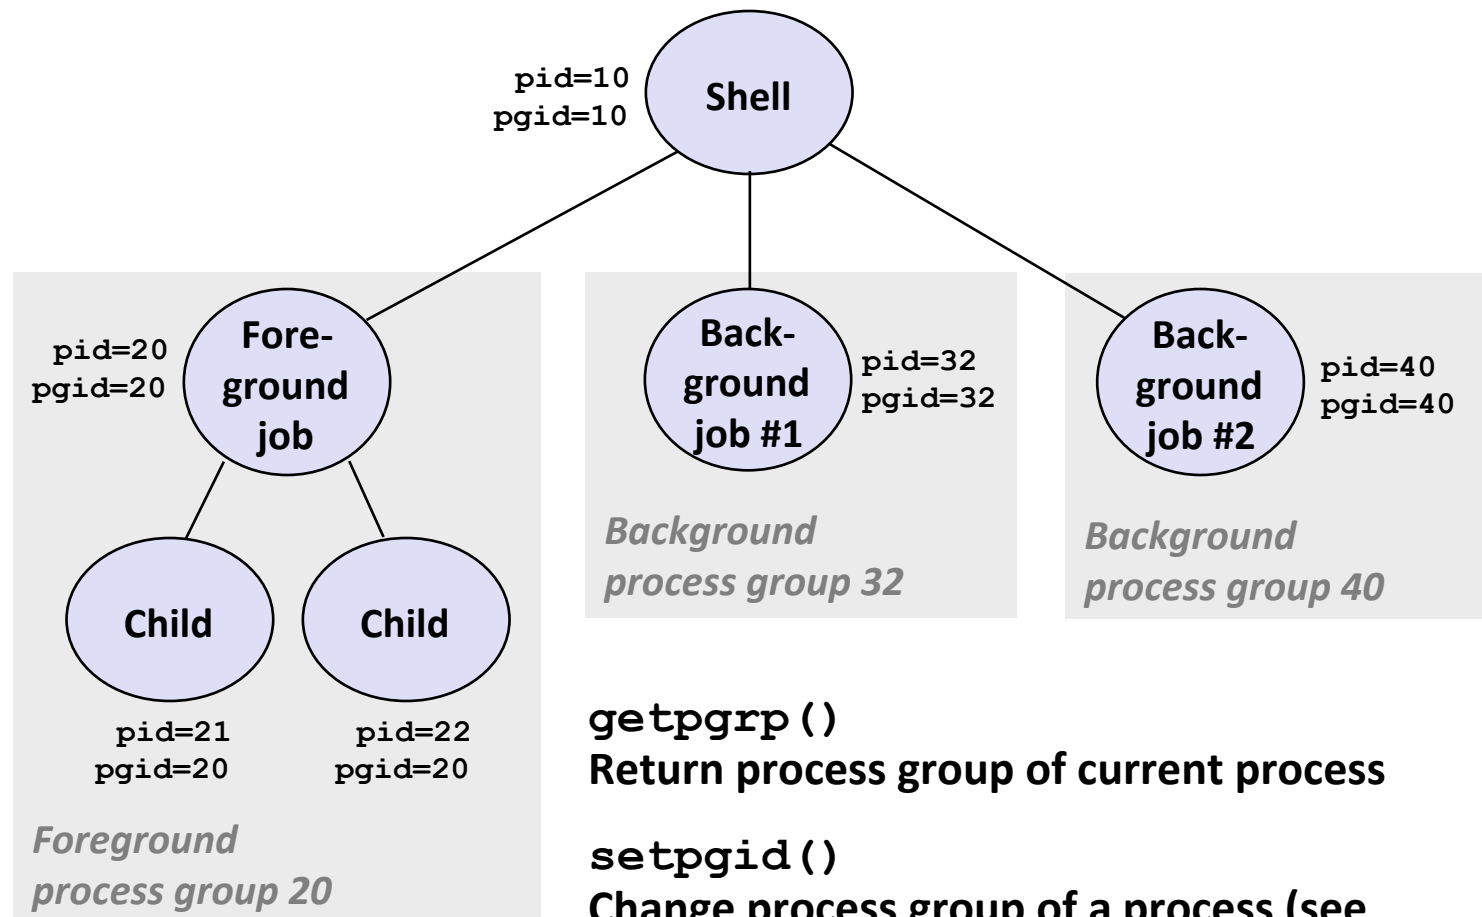 pid=10
pgid=10
Shell
pid=20
pgid=20
Fore-
ground
job
Back-
ground
job #1
pid=32
pgid=32
Back-
ground
job #2
pid=40
pgid=40
Child
Child
pid=21
pgid=20
pid=22
pgid=20
Foreground
process group 20
Background
process group 32
Background
process group 40
getpgrp()
Return process group of current process
setpgid()
Change process group of a process (see